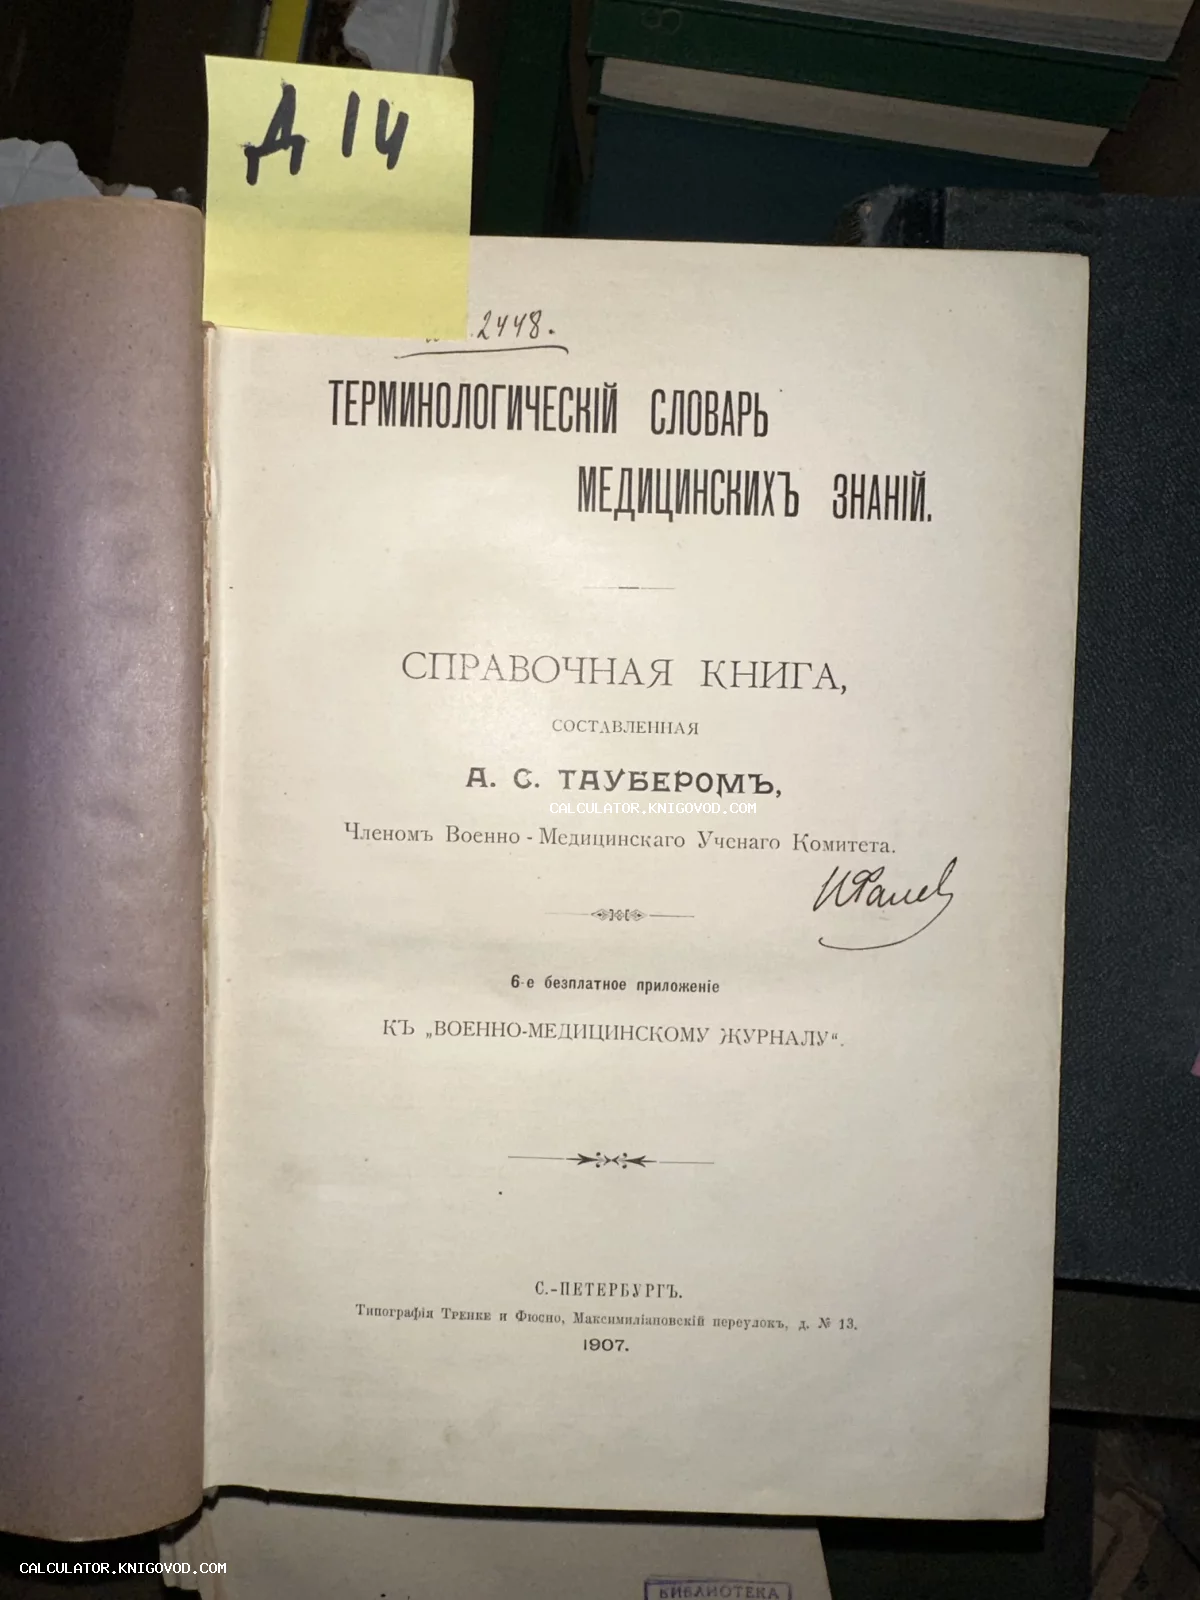 Д 14
2448.
ТЕРМИНОЛОГИЧЕСКІЙ СЛОВАРЬ
МЕДИЦИНСКИХЪ ЗНАНІЙ.
СПРАВОЧНАЯ КНИГА,
СОСТАВЛЕННАЯ
А. С. ТАУБЕРОМЪ,
CALCULATOR.KNIGOVOD.COM
Членомъ Военно-Медицинскаго Ученаго Комитета.
6-е безплатное приложеніе
КЪ „ВОЕННО-МЕДИЦИНСКОМУ ЖУРНАЛУ“.
С.-ПЕТЕРБУРГЪ.
Типографія Тренке и Фюсно, Максимиліановскій переулокъ, д. № 13.
1907.
CALCULATOR.KNIGOVOD.COM
БИБЛИОТЕКА